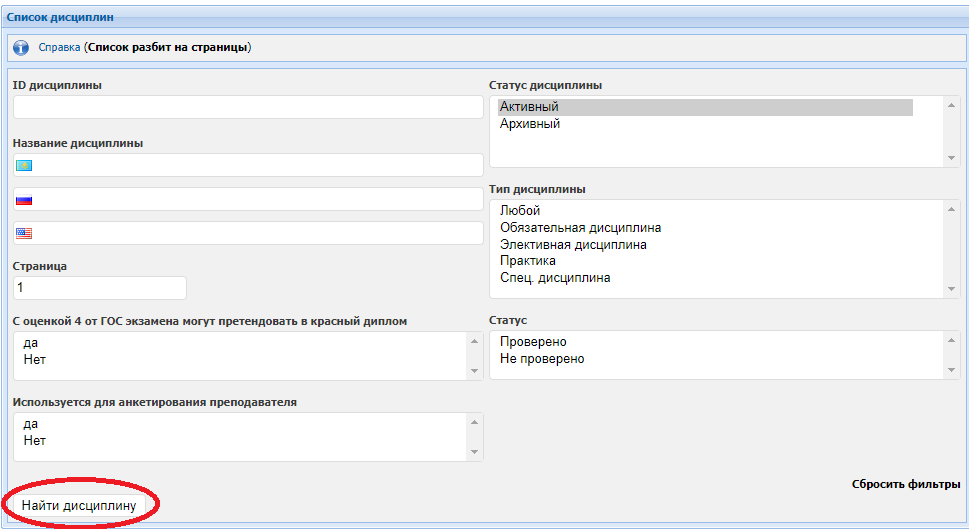 Список дисциплин
Справка (Список разбит на страницы)
ID дисциплины
Название дисциплины
Страница
1
С оценкой 4 от ГОС экзамена могут претендовать в красный диплом
да
Нет
Используется для анкетирования преподавателя
да
Нет
Найти дисциплину
Статус дисциплины
Активный
Архивный
Тип дисциплины
Любой
Обязательная дисциплина
Элективная дисциплина
Практика
Спец. дисциплина
Статус
Проверено
Не проверено
Сбросить фильтры